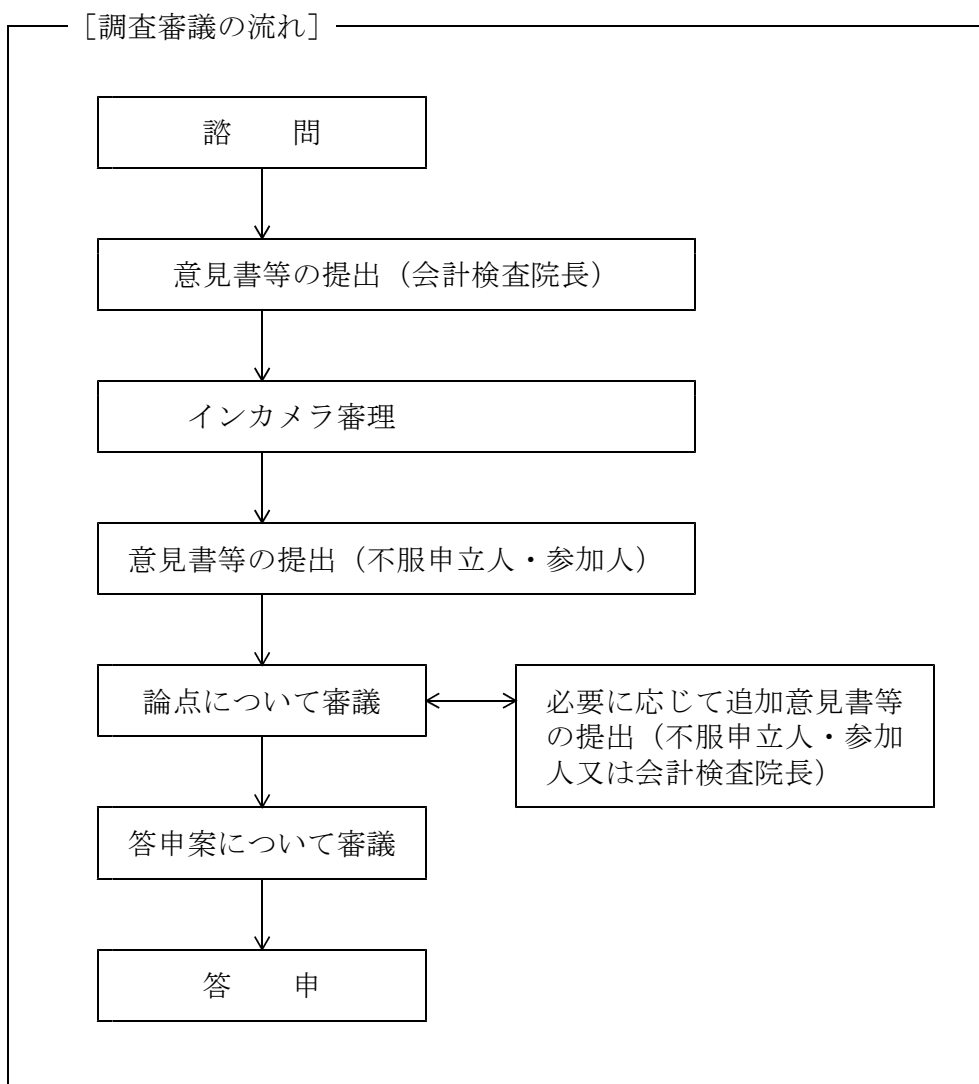 ［調査審議の流れ］
諮　　問
意見書等の提出（会計検査院長）
インカメラ審理
意見書等の提出（不服申立人・参加人）
論点について審議
必要に応じて追加意見書等
の提出（不服申立人・参加
人又は会計検査院長）
答申案について審議
答　　申